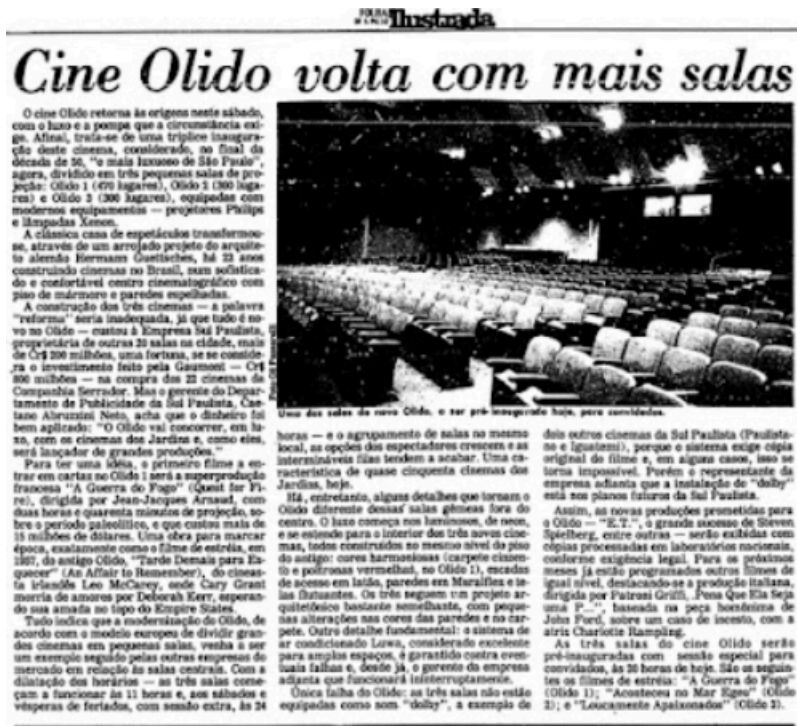 FOLHA DE S.PAULO Ilustrada
Cine Olido volta com mais salas
O cine Olido retorna às origens neste sábado,
com o luxo e a pompa que a circunstância exi-
ge. Afinal, trata-se de uma tríplice inaugura-
ção deste cinema, considerado, no final da
década de 50, "o mais luxuoso de São Paulo",
agora, dividido em três pequenas salas de pro-
jeção: Olido 1 (670 lugares), Olido 2 (300 luga-
res) e Olido 3 (300 lugares), equipadas com
modernos equipamentos — projetores Philips
e lâmpadas Xenon.
A clássica casa de espetáculos transformou-
se, através de um arrojado projeto do arquite-
to alemão Hermann Gueitsches, há 22 anos
construindo cinemas no Brasil, num sofistica-
do e confortável centro cinematográfico com
piso de mármore e paredes espelhadas.
A construção dos três cinemas — a palavra
"reforma" seria inadequada, já que tudo é no-
vo no Olido — custou à Empresa Sul Paulista,
proprietária de outras 20 salas na cidade, mais
de Cr$ 200 milhões, uma fortuna, se se conside-
ra o investimento feito pela Gaumont — Cr$
800 milhões — na compra dos 22 cinemas da
Companhia Serrador. Mas o gerente do Depar-
tamento de Publicidade da Sul Paulista, Cae-
tano Abruzzini Neto, acha que o dinheiro foi
bem aplicado: "O Olido vai concorrer, em lu-
xo, com os cinemas dos Jardins e, como eles,
será lançador de grandes produções."
Para ter uma idéia, o primeiro filme a en-
trar em cartaz no Olido 1 será a superprodução
francesa "A Guerra do Fogo" (Quest for Fi-
re), dirigida por Jean-Jacques Arnaud, com
duas horas e quarenta minutos de projeção, so-
bre o período paleolítico, e que custou mais de
15 milhões de dólares. Uma obra para marcar
época, exatamente como o filme de estréia, em
1957, do antigo Olido, "Tarde Demais para Es-
quecer" (An Affair to Remember), do cineas-
ta irlandês Leo McCarey, onde Cary Grant
morria de amores por Deborah Kerr, esperan-
do sua amada no topo do Empire States.
Tudo indica que a modernização do Olido, de
acordo com o modelo europeu de dividir gran-
des cinemas em pequenas salas, venha a ser
um exemplo seguido pelas outras empresas do
mercado em relação às salas centrais. Com a
dilatação dos horários — as três salas come-
çam a funcionar às 11 horas e, aos sábados e
vésperas de feriados, com sessão extra, às 24
Uma das salas do novo Olido, a ser pré-inaugurado hoje, para convidados.
horas — e o agrupamento de salas no mesmo
local, as opções dos espectadores crescem e as
intermináveis filas tendem a acabar. Uma ca-
racterística de quase cinquenta cinemas dos
Jardins, hoje.
Há, entretanto, alguns detalhes que tornam o
Olido diferente dessas salas gêmeas fora do
centro. O luxo começa nos luminosos, de neon,
e se estende para o interior dos três novos cine-
mas, todos construídos no mesmo nível do piso
do antigo: cores harmoniosas (carpete cinzen-
to e poltronas vermelhas, no Olido 1), escadas
de acesso em latão, paredes em Maralflex e te-
las flutuantes. Os três seguem um projeto ar-
quitetônico bastante semelhante, com peque-
nas alterações nas cores das paredes e no car-
pete. Outro detalhe fundamental: o sistema de
ar condicionado Luwa, considerado excelente
para amplos espaços, é garantido contra even-
tuais falhas e, desde já, o gerente da empresa
adianta que funcionará ininterruptamente.
Única falha do Olido: as três salas não estão
equipadas como som "dolby", a exemplo de
dois outros cinemas da Sul Paulista (Paulista-
no e Iguatemi), porque o sistema exige cópia
original de filme e, em alguns casos, isso se
torna impossível. Porém o representante da
empresa adianta que a instalação de "dolby"
está nos planos futuros da Sul Paulista.
Assim, as novas produções prometidas para
o Olido — "E.T.", o grande sucesso de Steven
Spielberg, entre outras — serão exibidas com
cópias processadas em laboratórios nacionais,
conforme exigência legal. Para os próximos
meses já estão programados outros filmes de
igual nível, destacando-se a produção italiana,
dirigida por Patroni Griffi, "Pena Que Ela Seja
uma P...", baseada na peça homônima de
John Ford, sobre um caso de incesto, com a
atriz Charlotte Rampling.
As três salas do cine Olido serão
pré-inauguradas com sessão especial para
convidados, às 20 horas de hoje. São os seguin-
tes os filmes de estréia: "A Guerra do Fogo"
(Olido 1); "Aconteceu no Mar Egeu" (Olido
2); e "Loucamente Apaixonados" (Olido 3).